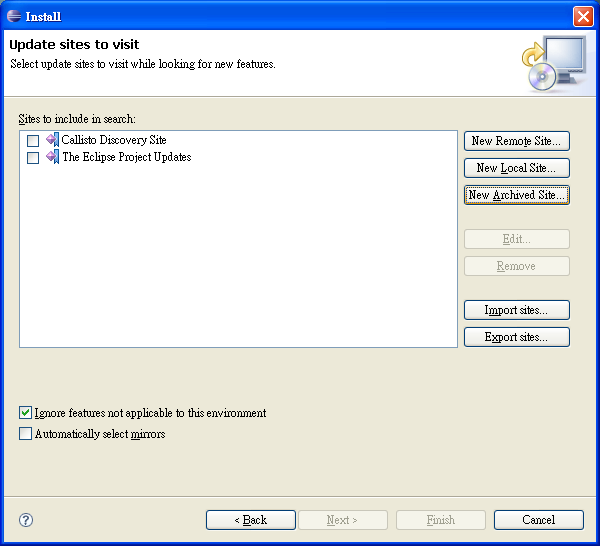 Install
Update sites to visit
Select update sites to visit while looking for new features.
Sites to include in search:
Callisto Discovery Site
The Eclipse Project Updates
New Remote Site...
New Local Site...
New Archived Site...
Edit...
Remove
Import sites...
Export sites...
Ignore features not applicable to this environment
Automatically select mirrors
?
< Back
Next >
Finish
Cancel